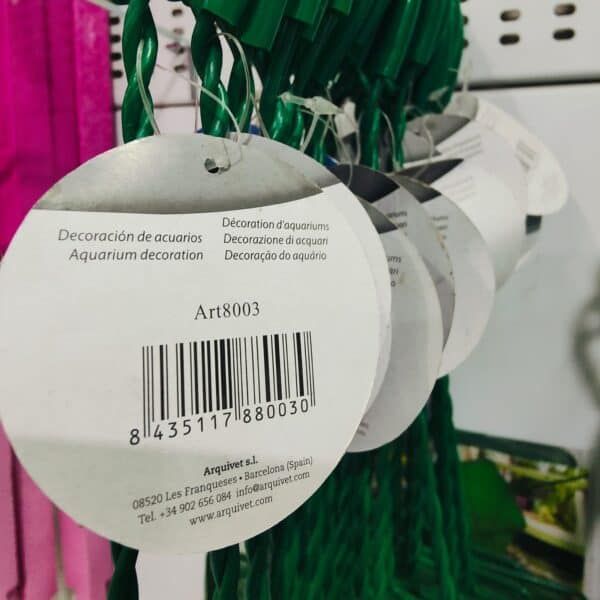 Decoración de acuarios
Aquarium decoration
Décoration d'aquariums
Decorazione di acquari
Decoração do aquário
Art8003
8 435117 880030
Arquivet s.l.
08520 Les Franqueses • Barcelona (Spain)
Tel. +34 902 656 084 info@arquivet.com
www.arquivet.com